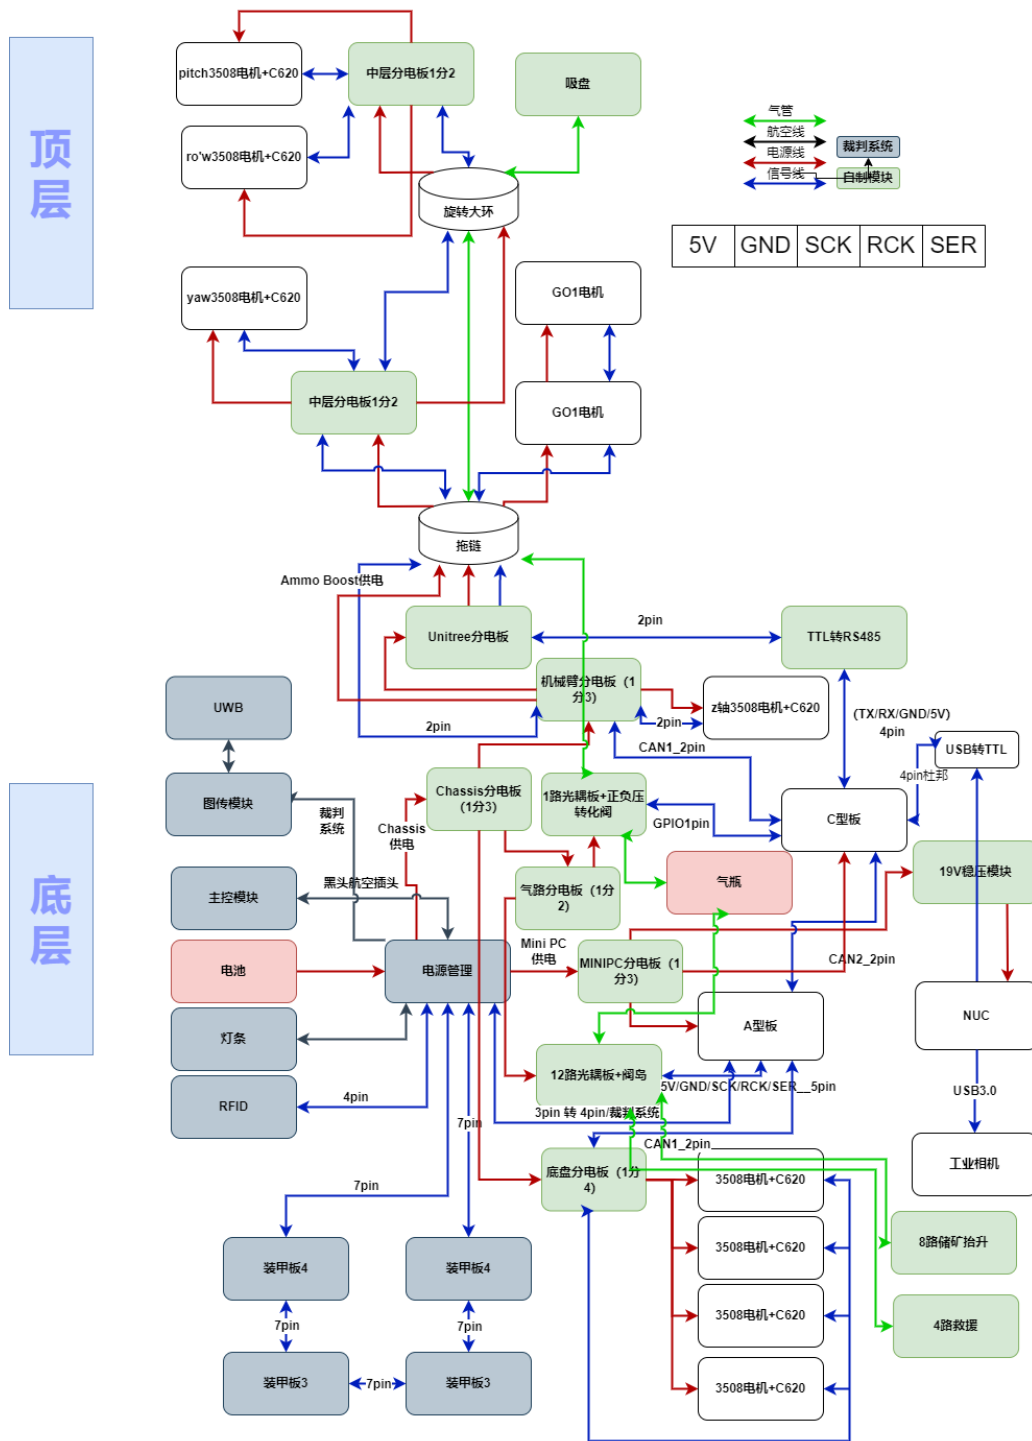 顶
层
pitch3508电机+C620
中层分电板1分2
吸盘
气管
航空线
电源线
信号线
裁判系统
自制模块
ro'w3508电机+C620
旋转大环
5V GND SCK RCK SER
yaw3508电机+C620
GO1电机
中层分电板1分2
GO1电机
拖链
Ammo Boost供电
Unitree分电板
2pin
TTL转RS485
机械臂分电板（1
分3）
z轴3508电机+C620
2pin
2pin
UWB
(TX/RX/GND/5V)
4pin
CAN1_2pin
USB转TTL
4pin杜邦
底
层
图传模块
裁判
系统
Chassis
供电
Chassis分电板
(1分3)
1路光耦板+正负压
转化阀
GPIO1pin
C型板
主控模块
黑头航空插头
气路分电板（1分
2）
气瓶
19V稳压模块
电池
电源管理
Mini PC
供电
MINIPC分电板（1
分3）
CAN2_2pin
A型板
NUC
灯条
RFID
4pin
7pin
12路光耦板+阀岛
5V/GND/SCK/RCK/SER__5pin
3pin 转 4pin/裁判系统
USB3.0
CAN1_2pin
工业相机
7pin
底盘分电板（1分
4）
3508电机+C620
装甲板4
装甲板4
3508电机+C620
8路储矿抬升
7pin
7pin
3508电机+C620
4路救援
装甲板3
7pin
装甲板3
3508电机+C620